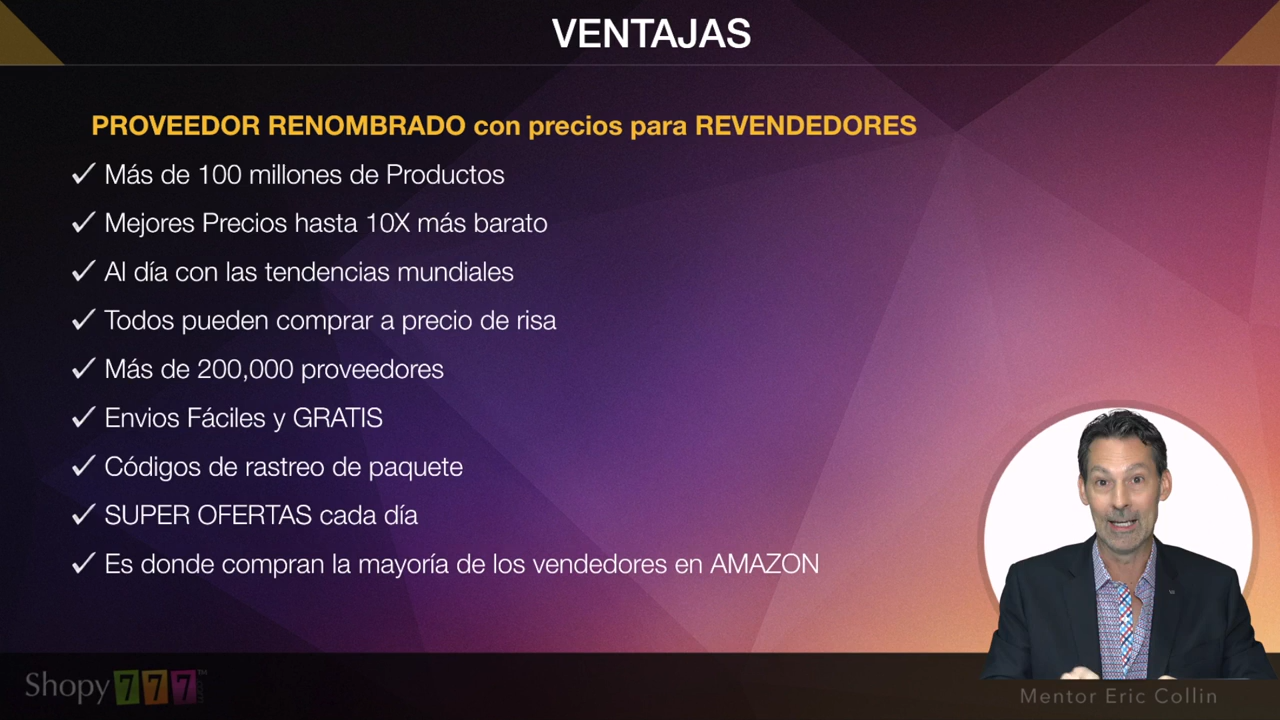 VENTAJAS
PROVEEDOR RENOMBRADO con precios para REVENDEDORES
✓ Más de 100 millones de Productos
✓ Mejores Precios hasta 10X más barato
✓ Al día con las tendencias mundiales
✓ Todos pueden comprar a precio de risa
✓ Más de 200,000 proveedores
✓ Envios Fáciles y GRATIS
✓ Códigos de rastreo de paquete
✓ SUPER OFERTAS cada día
✓ Es donde compran la mayoría de los vendedores en AMAZON
Shopy 777™
Mentor Eric Collin